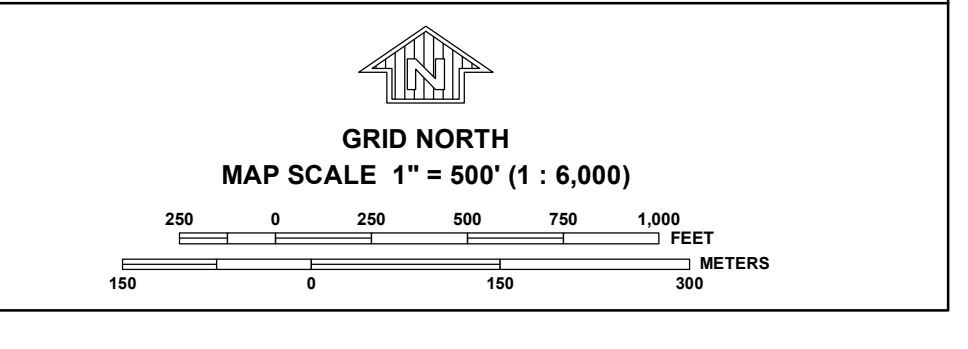 N
GRID NORTH
MAP SCALE 1" = 500' (1 : 6,000)
250 0 250 500 750 1,000
FEET
METERS
150 0 150 300